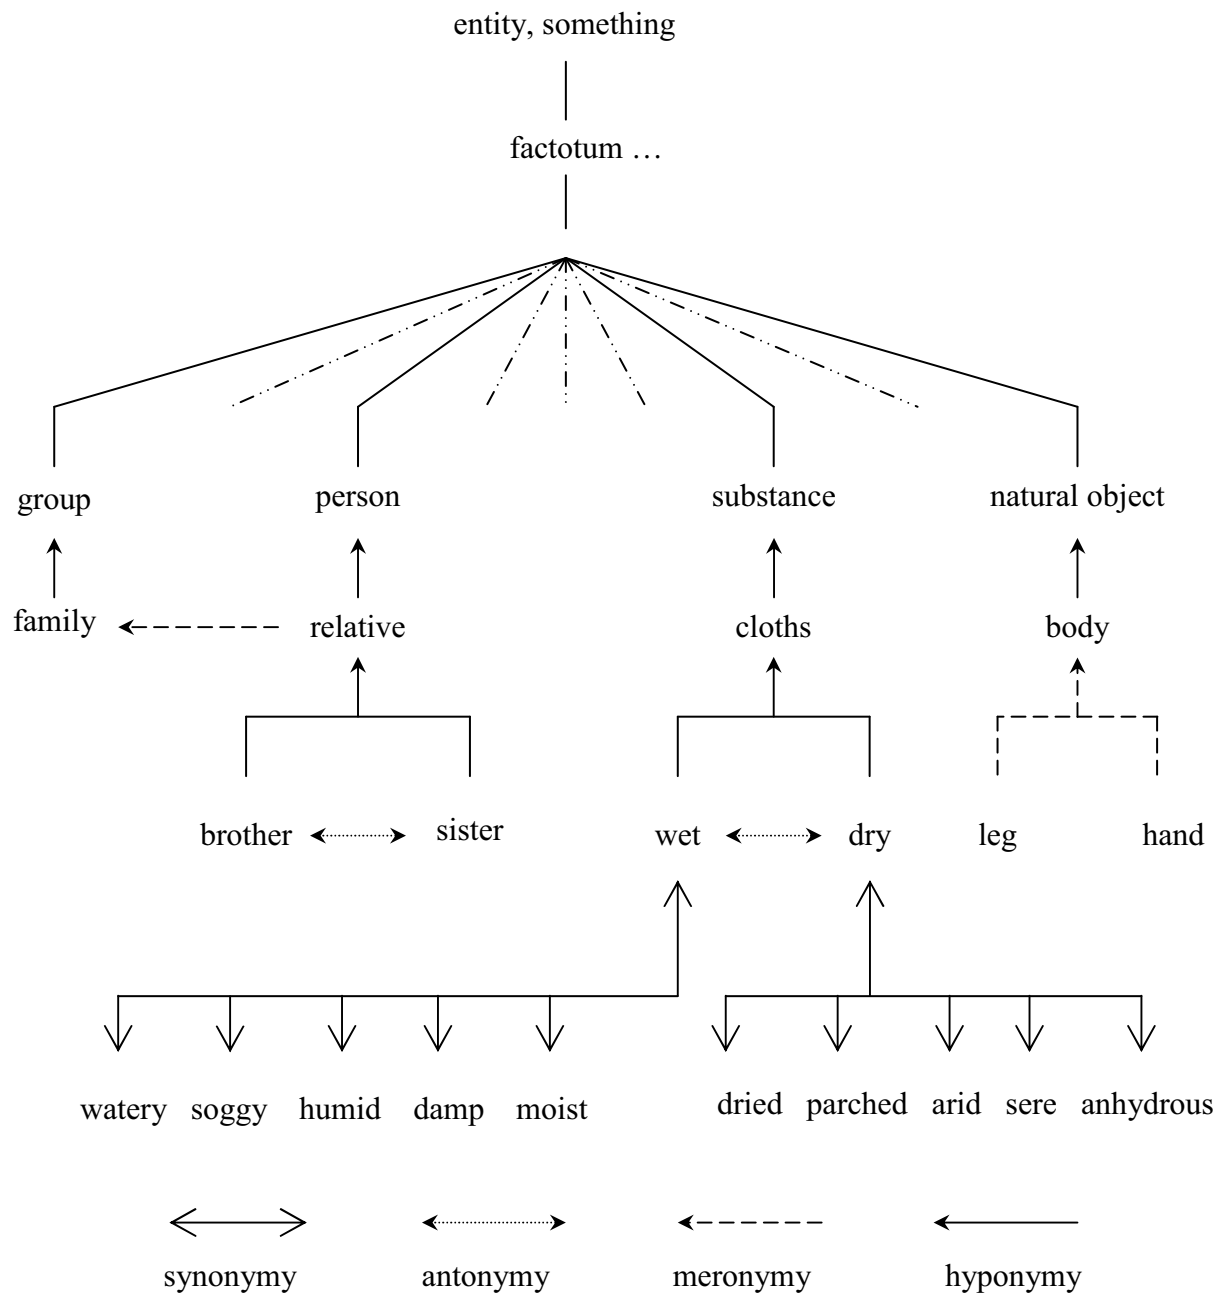 entity, something
factotum …
group person substance natural object
family relative cloths body
brother sister wet dry leg hand
watery soggy humid damp moist dried parched arid sere anhydrous
synonymy antonymy meronymy hyponymy